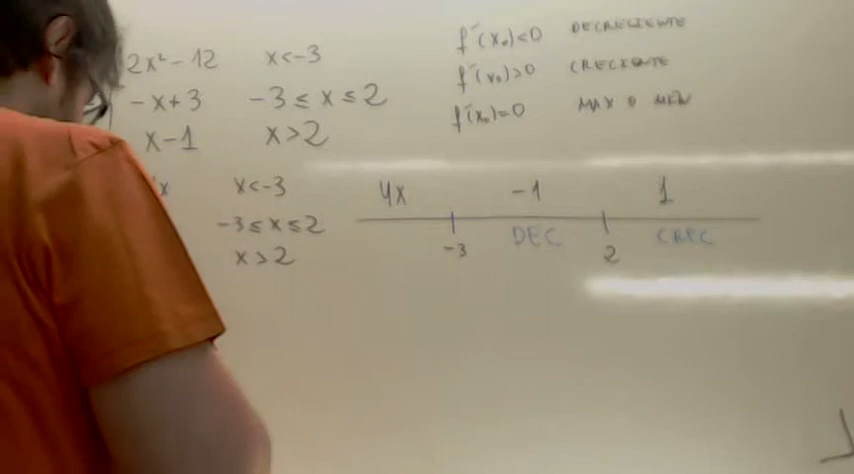 2x² - 12 x < -3
-x + 3 -3 ≤ x ≤ 2
x - 1 x > 2
f´(x₀) < 0 DECRECIENTE
f´(x₀) > 0 CRECIENTE
f´(x₀) = 0 MAX O MIN
x x < -3
-3 ≤ x ≤ 2
x > 2
4x -1 1
DEC CREC
-3 2